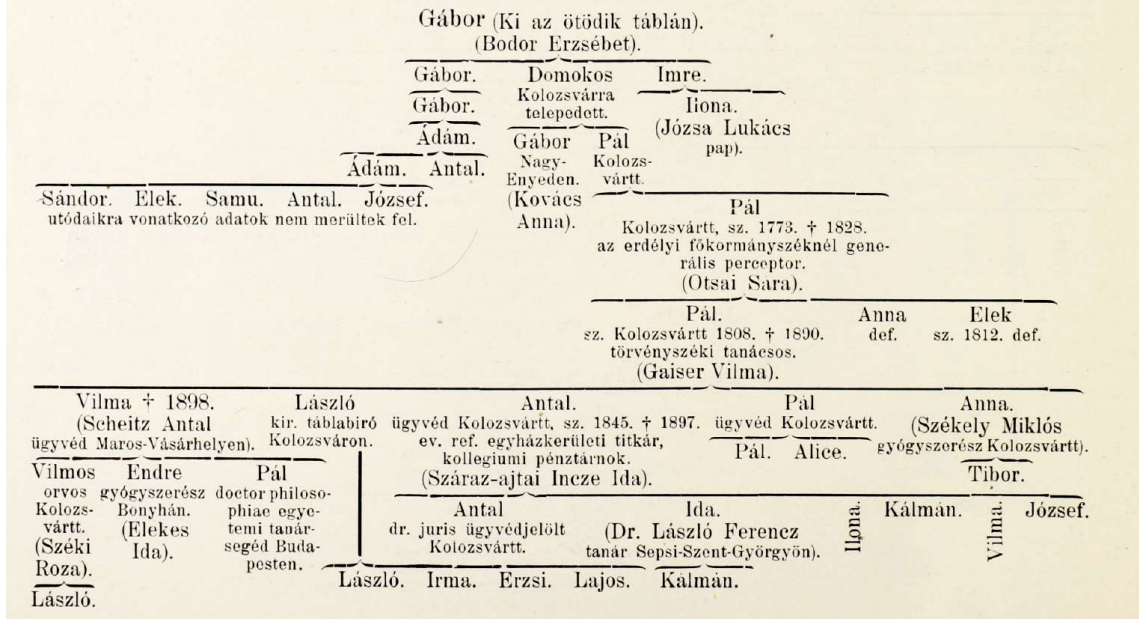 Gábor (Ki az ötödik táblán).
(Bodor Erzsébet).
Gábor. Domokos Imre.
Gábor. Kolozsvárra Ilona.
telepedett. (Józsa Lukács
Ádám. Gábor Pál pap).
Ádám. Antal. Nagy- Kolozs-
Enyeden. vártt.
Sándor. Elek. Samu. Antal. József. (Kovács Pál
utódaikra vonatkozó adatok nem merültek fel. Anna). Kolozsvártt, sz. 1773. † 1828.
az erdélyi főkormányszéknél gene-
rális perceptor.
(Otsai Sara).
Pál. Anna Elek
sz. Kolozsvártt 1808. † 1890. def. sz. 1812. def.
törvényszéki tanácsos.
(Gaiser Vilma).
Vilma † 1898. László Antal. Pál Anna.
(Scheitz Antal kir. táblabiró ügyvéd Kolozsvártt, sz. 1845. † 1897. ügyvéd Kolozsvártt. (Székely Miklós
ügyvéd Maros-Vásárhelyen). Kolozsváron. ev. ref. egyházkerületi titkár, Pál. Alice. gyógyszerész Kolozsvártt).
kollegiumi pénztárnok.
Vilmos Endre Pál (Száraz-ajtai Incze Ida). Tibor.
orvos gyógyszerész doctor philoso-
Kolozs- Bonyhán. phiae egye- Antal Ida. Ilona. Kálmán. Vilma. József.
vártt. (Elekes temi tanár- dr. juris ügyvédjelölt (Dr. László Ferencz
(Széki Ida). segéd Buda- Kolozsvártt. tanár Sepsi-Szent-Györgyön).
Roza). pesten.
László. Irma. Erzsi. Lajos. Kálmán.
László.